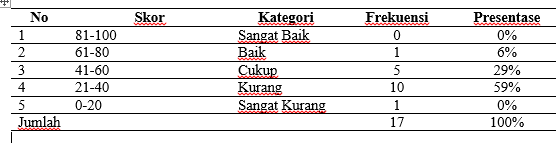 No Skor Kategori Frekuensi Presentase
1 81-100 Sangat Baik 0 0%
2 61-80 Baik 1 6%
3 41-60 Cukup 5 29%
4 21-40 Kurang 10 59%
5 0-20 Sangat Kurang 1 0%
Jumlah 17 100%